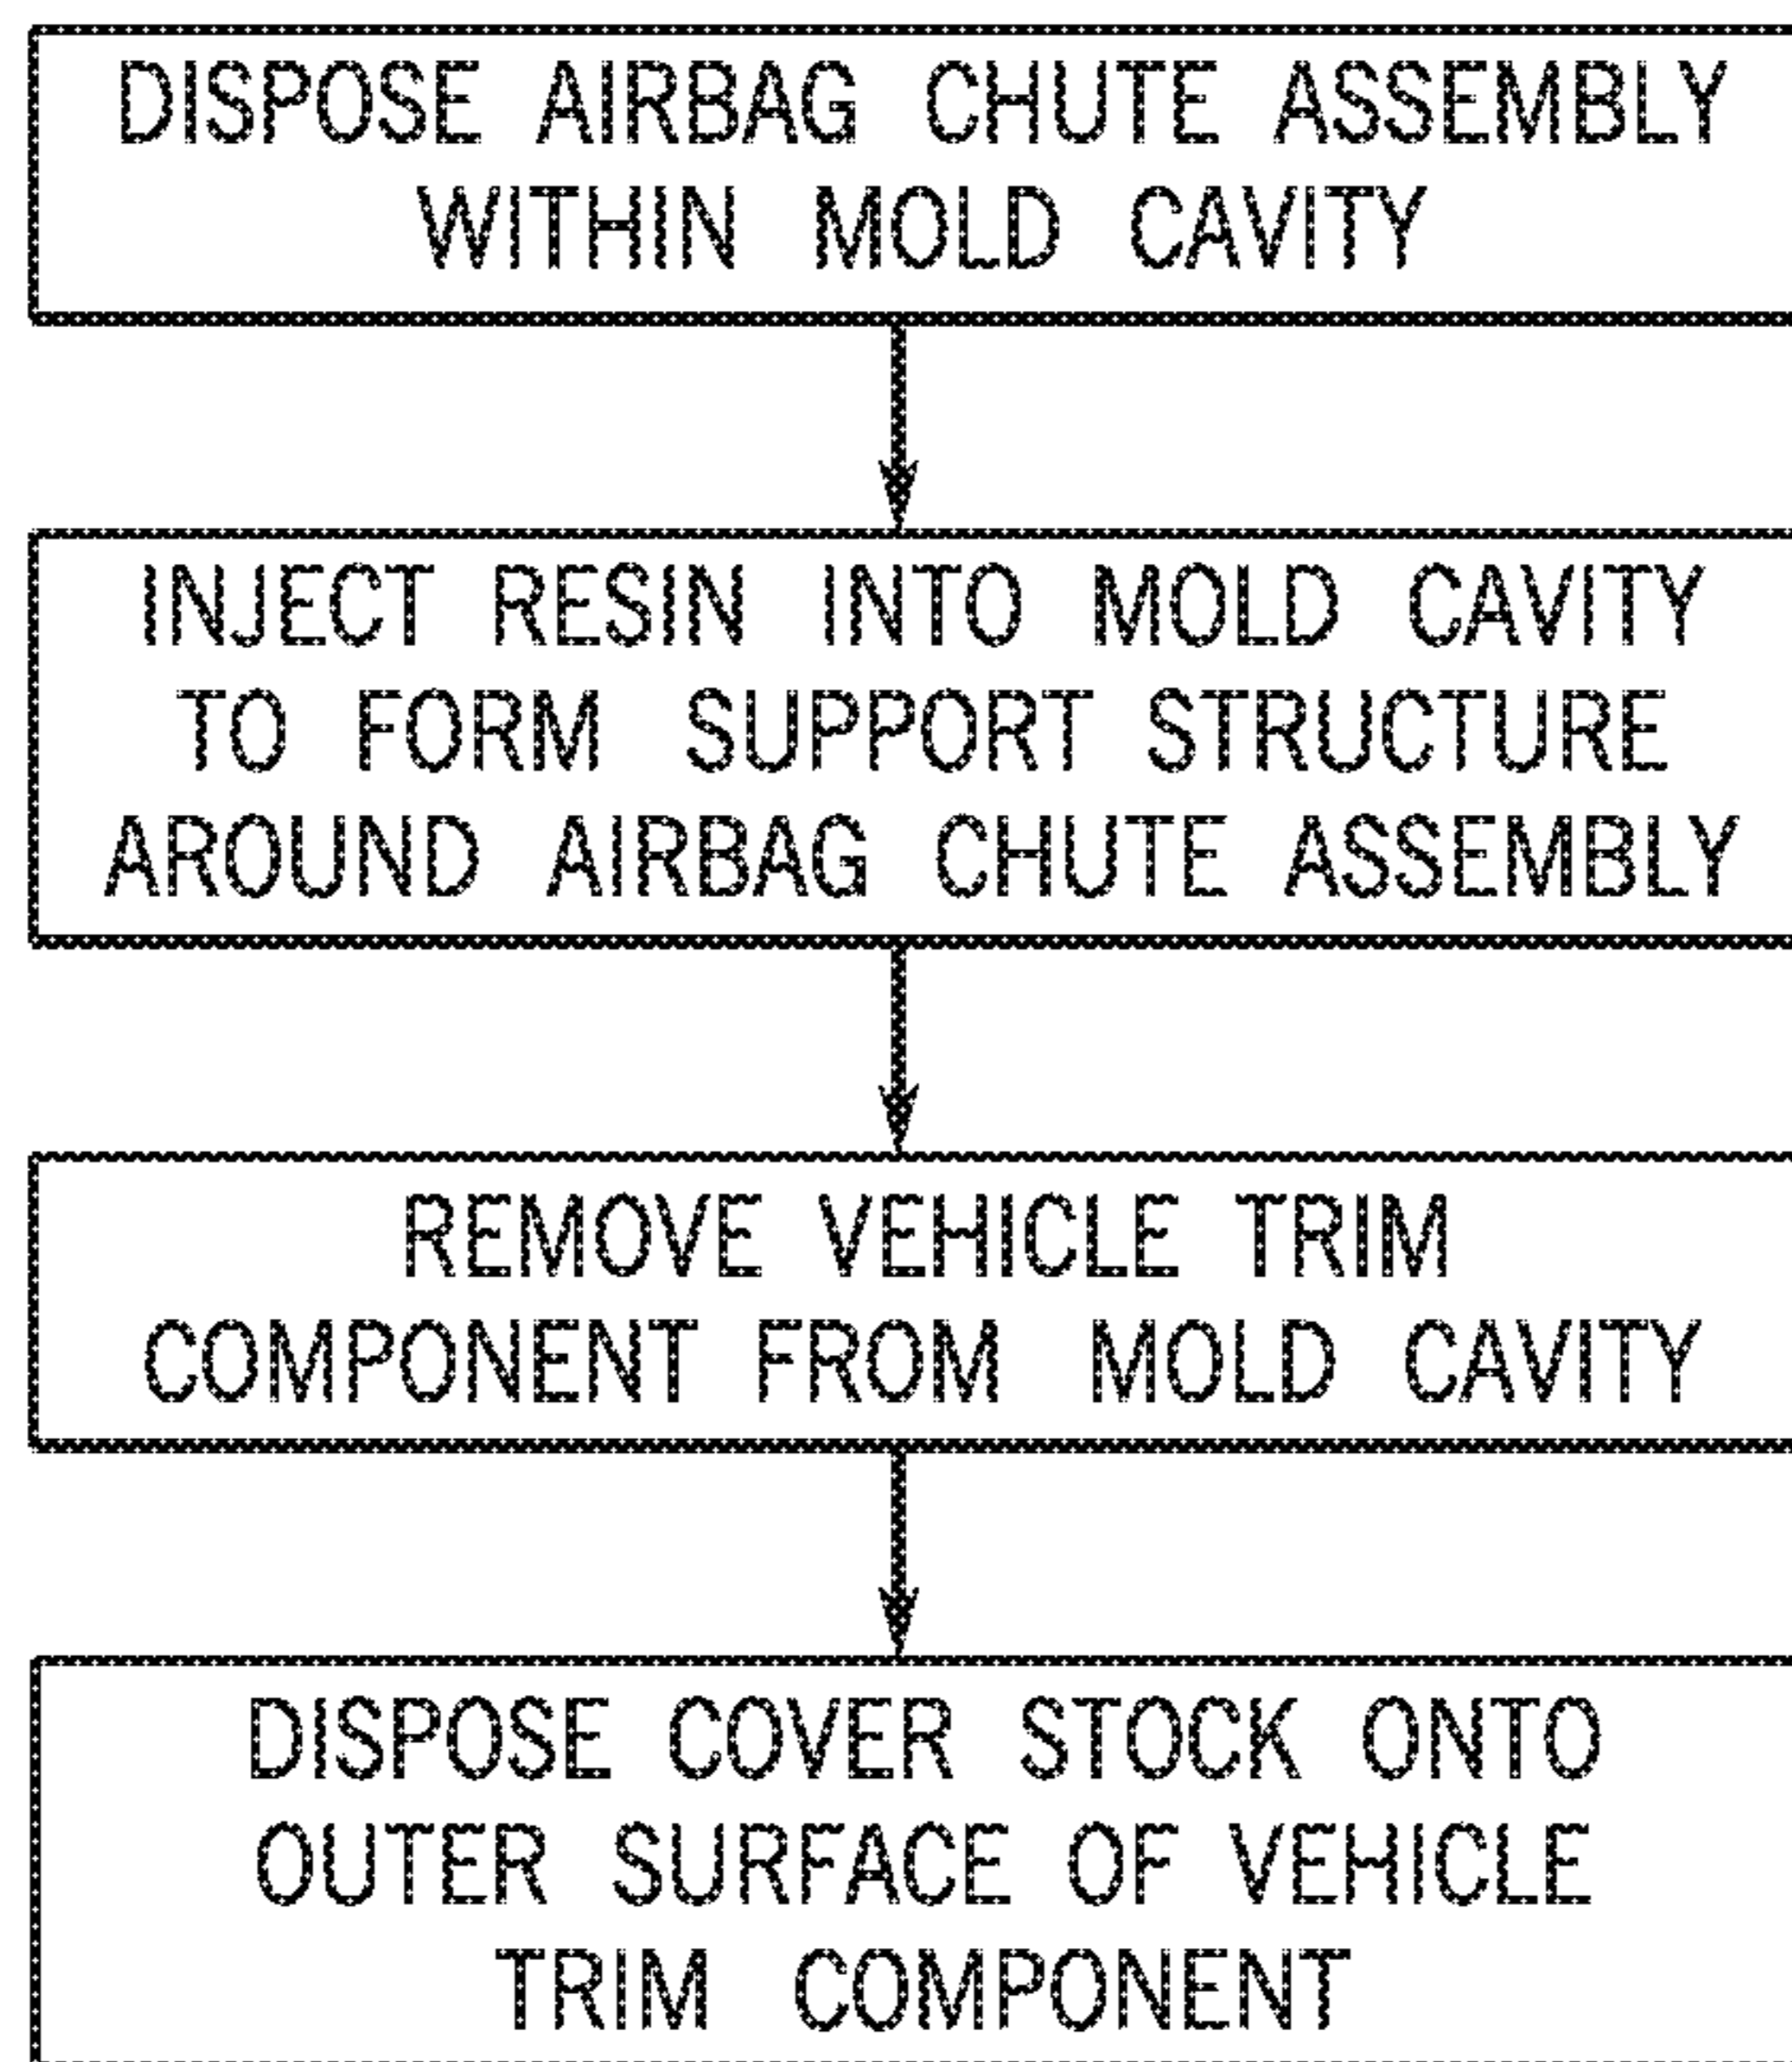 DISPOSE AIRBAG CHUTE ASSEMBLY
WITHIN MOLD CAVITY
INJECT RESIN INTO MOLD CAVITY
TO FORM SUPPORT STRUCTURE
AROUND AIRBAG CHUTE ASSEMBLY
REMOVE VEHICLE TRIM
COMPONENT FROM MOLD CAVITY
DISPOSE COVER STOCK ONTO
OUTER SURFACE OF VEHICLE
TRIM COMPONENT